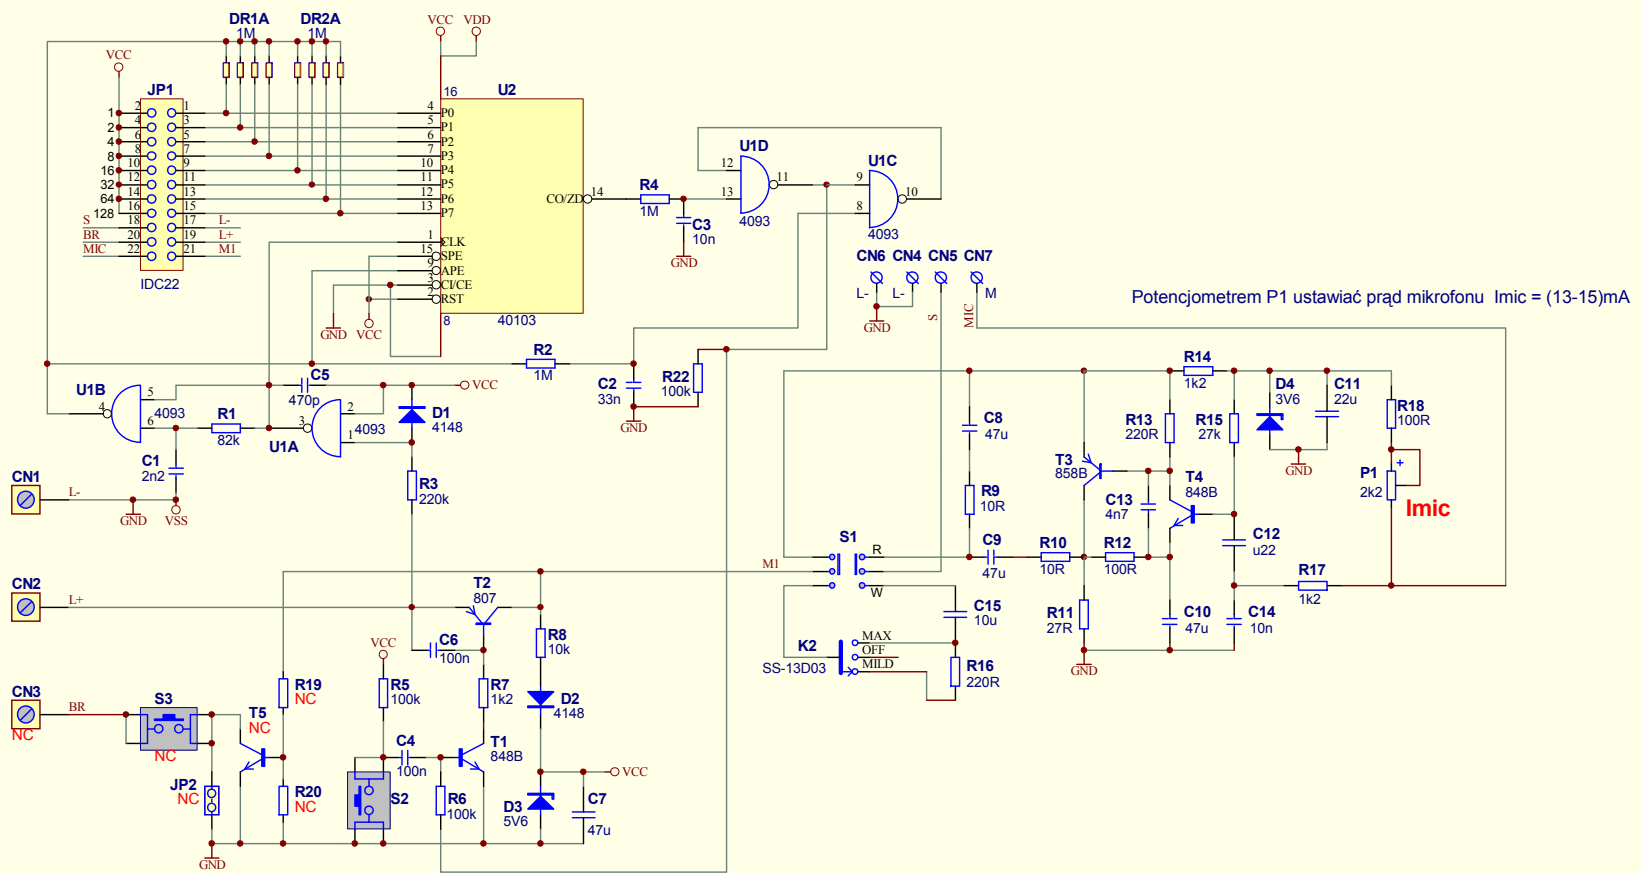 DR1A
1M
DR2A
1M
VCC
VDD
VCC
JP1
1 2 1
2 4 3
4 6 5
8 8 7
16 10 9
32 12 11
64 14 13
128 16 15
S 18 17 L-
BR 20 19 L+
MIC 22 21 M1
IDC22
16
U2
4 P0
5 P1
6 P2
7 P3
10 P4
11 P5
12 P6
13 P7
CO/ZD 14
1 CLK
15 SPE
9 APE
3 CI/CE
2 RST
8
40103
GND
VCC
R4
1M
C3
10n
GND
U1D
12
13
11
4093
U1C
9
8
10
4093
CN6
CN4
CN5
CN7
L-
L-
M
S
MIC
GND
Potencjometrem P1 ustawiać prąd mikrofonu Imic = (13-15)mA
R2
1M
C2
33n
GND
R22
100k
U1B
4
5
6
4093
R1
82k
C1
2n2
C5
470p
U1A
3
2
1
4093
VCC
D1
4148
R3
220k
CN1
L-
GND
VSS
CN2
L+
CN3
BR
NC
S3
NC
T5
NC
JP2
NC
GND
R19
NC
R20
NC
VCC
R5
100k
S2
C4
100n
R6
100k
C6
100n
T2
807
R7
1k2
T1
848B
R8
10k
D2
4148
VCC
D3
5V6
C7
47u
M1
S1
R
W
K2
SS-13D03
MAX
OFF
MILD
C15
10u
R16
220R
C8
47u
R9
10R
C9
47u
R10
10R
R11
27R
GND
T3
858B
R12
100R
C13
4n7
R13
220R
T4
848B
R14
1k2
R15
27k
C10
47u
C14
10n
C12
u22
D4
3V6
C11
22u
GND
R18
100R
P1
2k2
+
Imic
R17
1k2